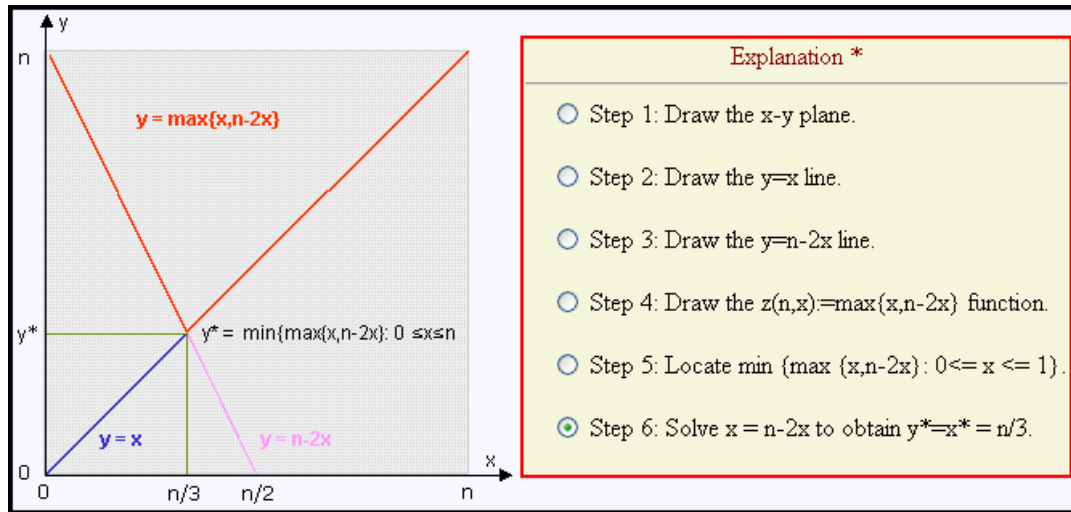 y
n
y = max{x,n-2x}
y*
y* = min{max{x,n-2x}: 0 ≤x≤n
y = x
y = n-2x
x
0
0
n/3
n/2
n
Explanation *
Step 1: Draw the x-y plane.
Step 2: Draw the y=x line.
Step 3: Draw the y=n-2x line.
Step 4: Draw the z(n,x):=max{x,n-2x} function.
Step 5: Locate min {max {x,n-2x}: 0<= x <= 1}.
Step 6: Solve x = n-2x to obtain y*=x* = n/3.